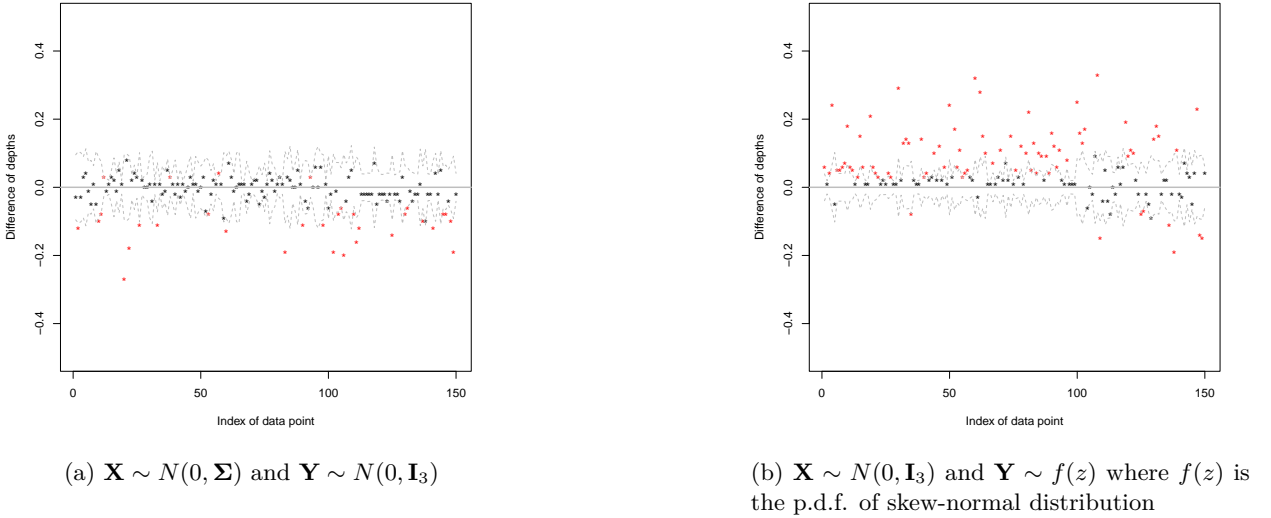 0.4
0.2
0.0
−0.2
−0.4
Difference of depths
0
50
100
150
Index of data point
(a) X ∼ N(0, Σ) and Y ∼ N(0, I₃)
0.4
0.2
0.0
−0.2
−0.4
Difference of depths
0
50
100
150
Index of data point
(b) X ∼ N(0, I₃) and Y ∼ f(z) where f(z) is
the p.d.f. of skew-normal distribution